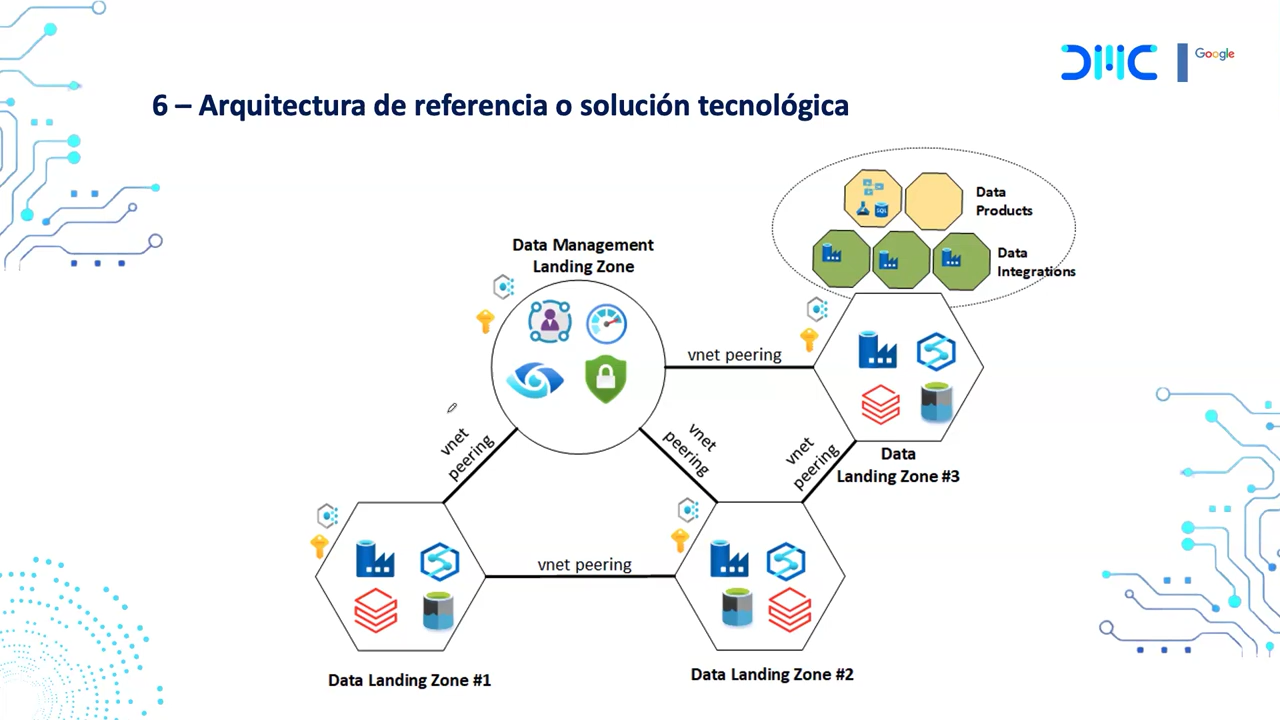 DMC
Google
6 – Arquitectura de referencia o solución tecnológica
Data
Products
Data
Integrations
Data Management
Landing Zone
SQL
vnet peering
vnet
peering
vnet
peering
vnet
peering
Data
Landing Zone #3
vnet peering
Data Landing Zone #1
Data Landing Zone #2